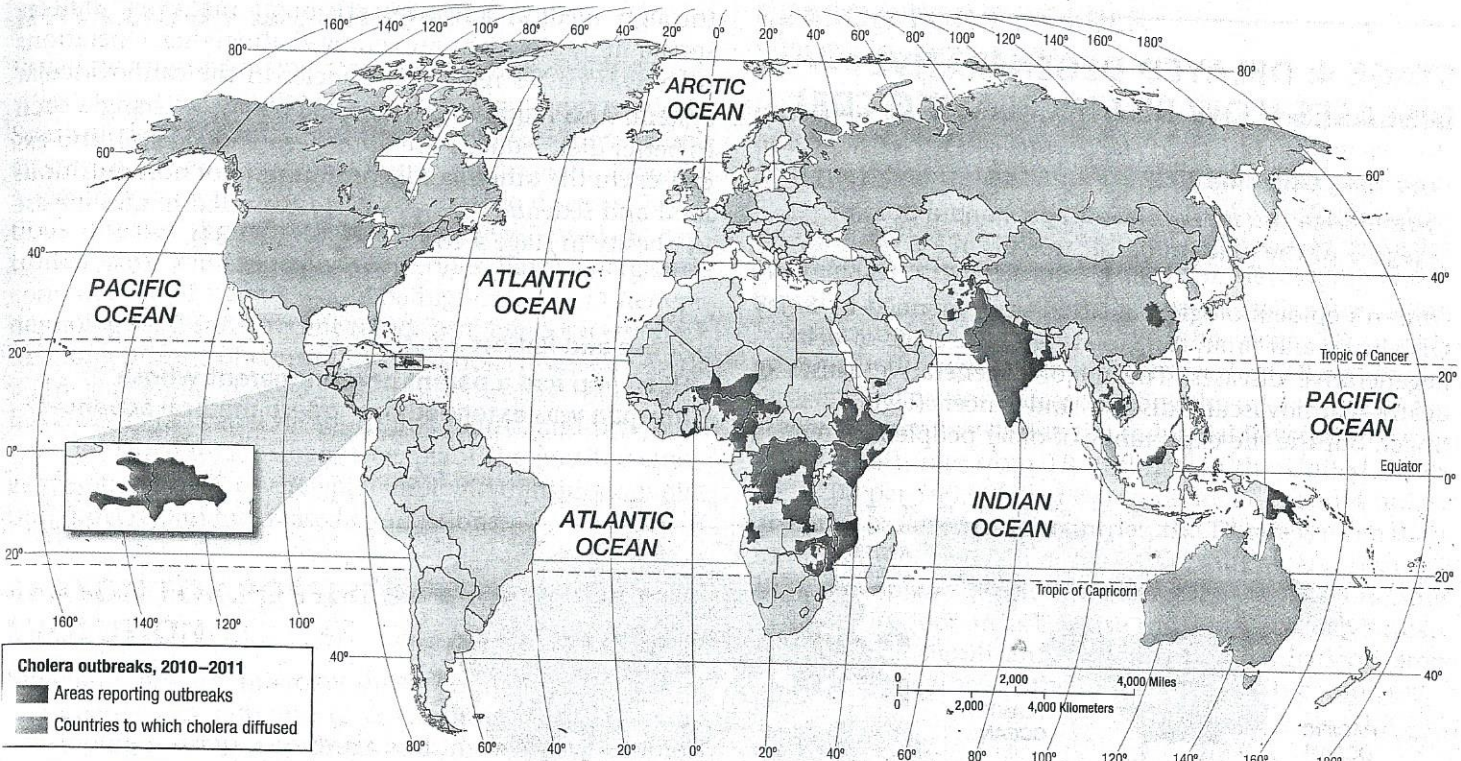 160° 140° 120° 100° 80° 60° 40° 20° 0° 20° 40° 60° 80° 100° 120° 140° 160°
80° 80°
ARCTIC
OCEAN
60° 60°
40° 40°
PACIFIC
OCEAN
ATLANTIC
OCEAN
20° Tropic of Cancer 20°
PACIFIC
OCEAN
0° Equator 0°
ATLANTIC
OCEAN
INDIAN
OCEAN
20° Tropic of Capricorn 20°
160° 140° 120° 100°
40° 40°
Cholera outbreaks, 2010–2011
Areas reporting outbreaks
Countries to which cholera diffused
0 2,000 4,000 Miles
0 2,000 4,000 Kilometers
80° 60° 40° 20° 0° 20° 40° 60° 80° 100° 120° 140° 160° 180°